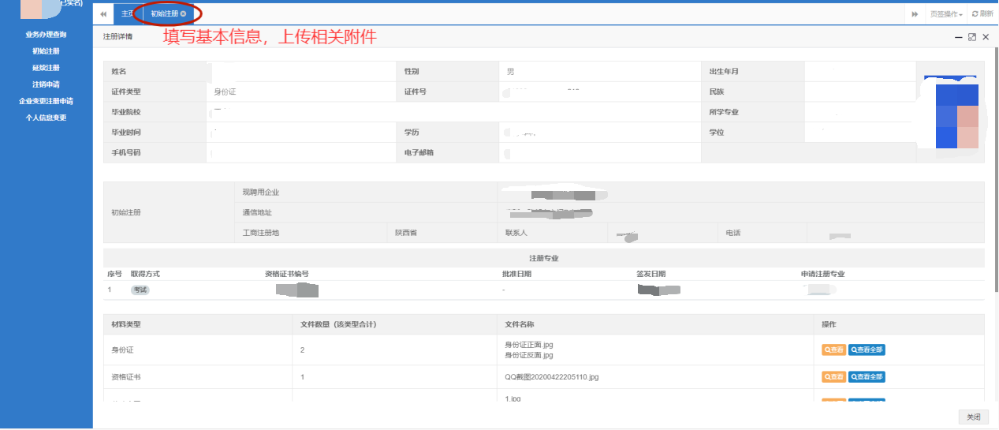 已实名)
业务办理查询
初始注册
延续注册
注销申请
企业变更注册申请
个人信息变更
主页 初始注册 页签操作 刷新
注册详情 填写基本信息，上传相关附件
姓名 性别 男 出生年月
证件类型 身份证 证件号 民族
毕业院校 所学专业
毕业时间 学历 学位
手机号码 电子邮箱
初始注册
现聘用企业
通信地址
工商注册地 陕西省 联系人 电话
注册专业
序号 取得方式 资格证书编号 批准日期 签发日期 申请注册专业
1 考试 -
材料类型 文件数量（该类型合计） 文件名称 操作
身份证 2 身份证正面.jpg
身份证反面.jpg
查看 查看全部
资格证书 1 QQ截图20200422205110.jpg 查看 查看全部
1.jpg
关闭